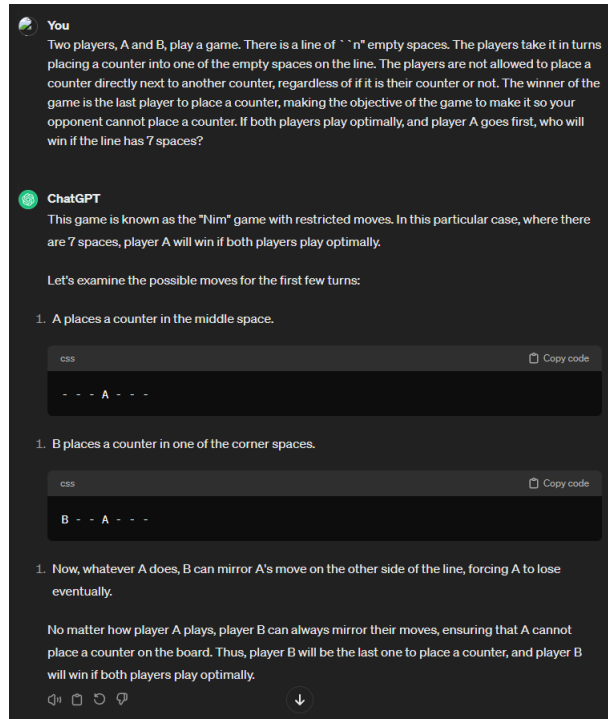 You
Two players, A and B, play a game. There is a line of ``n" empty spaces. The players take it in turns
placing a counter into one of the empty spaces on the line. The players are not allowed to place a
counter directly next to another counter, regardless of if it is their counter or not. The winner of the
game is the last player to place a counter, making the objective of the game to make it so your
opponent cannot place a counter. If both players play optimally, and player A goes first, who will
win if the line has 7 spaces?
ChatGPT
This game is known as the "Nim" game with restricted moves. In this particular case, where there
are 7 spaces, player A will win if both players play optimally.
Let's examine the possible moves for the first few turns:
1. A places a counter in the middle space.
css Copy code
- - - A - - -
1. B places a counter in one of the corner spaces.
css Copy code
B - - A - - -
1. Now, whatever A does, B can mirror A's move on the other side of the line, forcing A to lose
eventually.
No matter how player A plays, player B can always mirror their moves, ensuring that A cannot
place a counter on the board. Thus, player B will be the last one to place a counter, and player B
will win if both players play optimally.